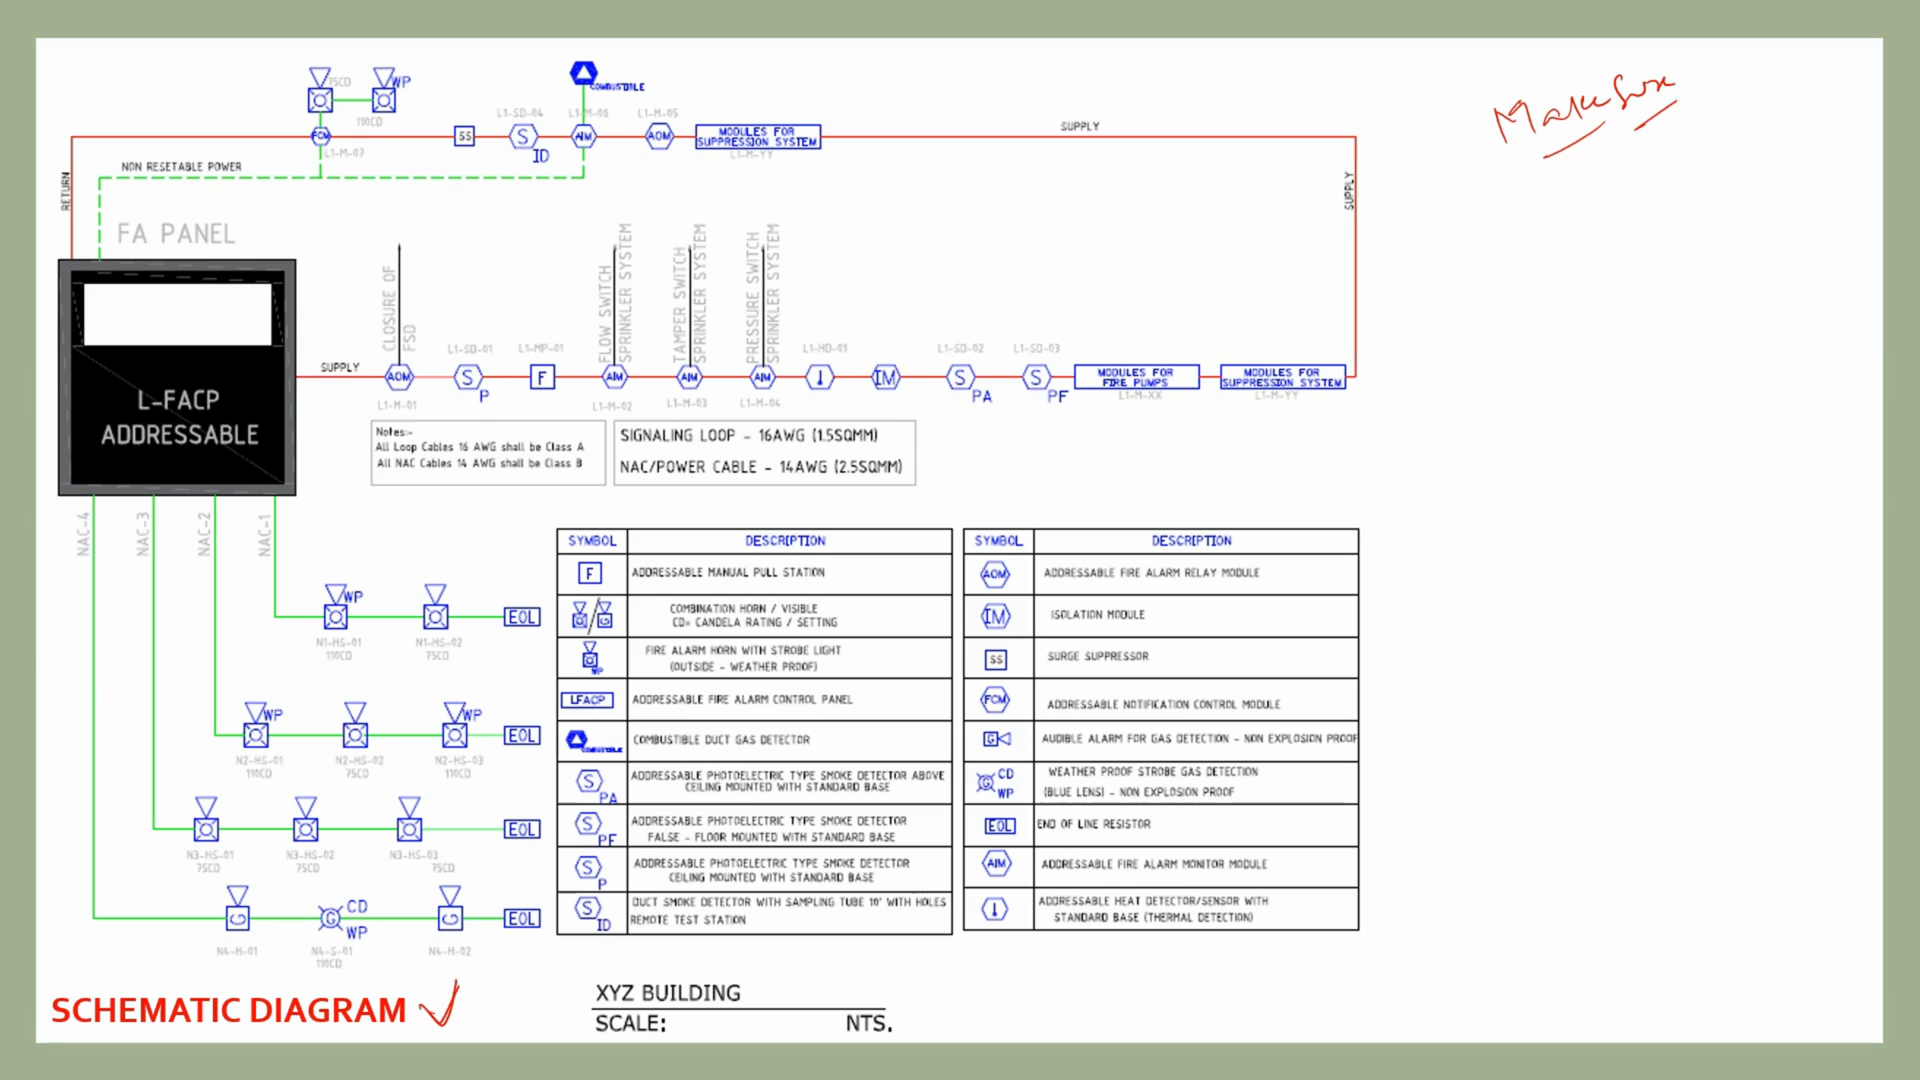 Make Sure
75CD
WP
110CD
FCM
L1-M-07
SS
L1-SD-04
S
ID
COMBUSTIBLE
L1-M-06
AIM
L1-M-05
AOM
MODULES FOR
SUPPRESSION SYSTEM
L1-M-YY
SUPPLY
SUPPLY
RETURN
NON RESETABLE POWER
FA PANEL
L-FACP
ADDRESSABLE
SUPPLY
CLOSURE OF
FSD
AOM
L1-M-01
L1-SD-01
S
P
L1-MP-01
F
FLOW SWITCH
SPRINKLER SYSTEM
AIM
L1-M-02
TAMPER SWITCH
SPRINKLER SYSTEM
AIM
L1-M-03
PRESSURE SWITCH
SPRINKLER SYSTEM
AIM
L1-M-04
L1-HD-01
IM
L1-SD-02
S
PA
L1-SD-03
S
PF
MODULES FOR
FIRE PUMPS
L1-M-XX
MODULES FOR
SUPPRESSION SYSTEM
L1-M-YY
Notes:-
All Loop Cables 16 AWG shall be Class A
All NAC Cables 14 AWG shall be Class B
SIGNALING LOOP - 16AWG (1.5SQMM)
NAC/POWER CABLE - 14AWG (2.5SQMM)
NAC-4
NAC-3
NAC-2
NAC-1
WP
EOL
N1-HS-01
110CD
N1-HS-02
75CD
WP
WP
EOL
N2-HS-01
110CD
N2-HS-02
75CD
N2-HS-03
110CD
EOL
N3-HS-01
75CD
N3-HS-02
75CD
N3-HS-03
75CD
G
G
CD
WP
G
EOL
N4-H-01
N4-S-01
110CD
N4-H-02
SYMBOL DESCRIPTION
F ADDRESSABLE MANUAL PULL STATION
COMBINATION HORN / VISIBLE
CD= CANDELA RATING / SETTING
FIRE ALARM HORN WITH STROBE LIGHT
WP (OUTSIDE - WEATHER PROOF)
LFACP ADDRESSABLE FIRE ALARM CONTROL PANEL
COMBUSTIBLE COMBUSTIBLE DUCT GAS DETECTOR
S PA ADDRESSABLE PHOTOELECTRIC TYPE SMOKE DETECTOR ABOVE
CEILING MOUNTED WITH STANDARD BASE
S PF ADDRESSABLE PHOTOELECTRIC TYPE SMOKE DETECTOR
FALSE - FLOOR MOUNTED WITH STANDARD BASE
S P ADDRESSABLE PHOTOELECTRIC TYPE SMOKE DETECTOR
CEILING MOUNTED WITH STANDARD BASE
S ID DUCT SMOKE DETECTOR WITH SAMPLING TUBE 10' WITH HOLES
REMOTE TEST STATION
SYMBOL DESCRIPTION
AOM ADDRESSABLE FIRE ALARM RELAY MODULE
IM ISOLATION MODULE
SS SURGE SUPPRESSOR
FCM ADDRESSABLE NOTIFICATION CONTROL MODULE
G AUDIBLE ALARM FOR GAS DETECTION - NON EXPLOSION PROOF
G CD WEATHER PROOF STROBE GAS DETECTION
WP (BLUE LENS) - NON EXPLOSION PROOF
EOL END OF LINE RESISTOR
AIM ADDRESSABLE FIRE ALARM MONITOR MODULE
ADDRESSABLE HEAT DETECTOR/SENSOR WITH
STANDARD BASE (THERMAL DETECTION)
SCHEMATIC DIAGRAM
XYZ BUILDING
SCALE: NTS.